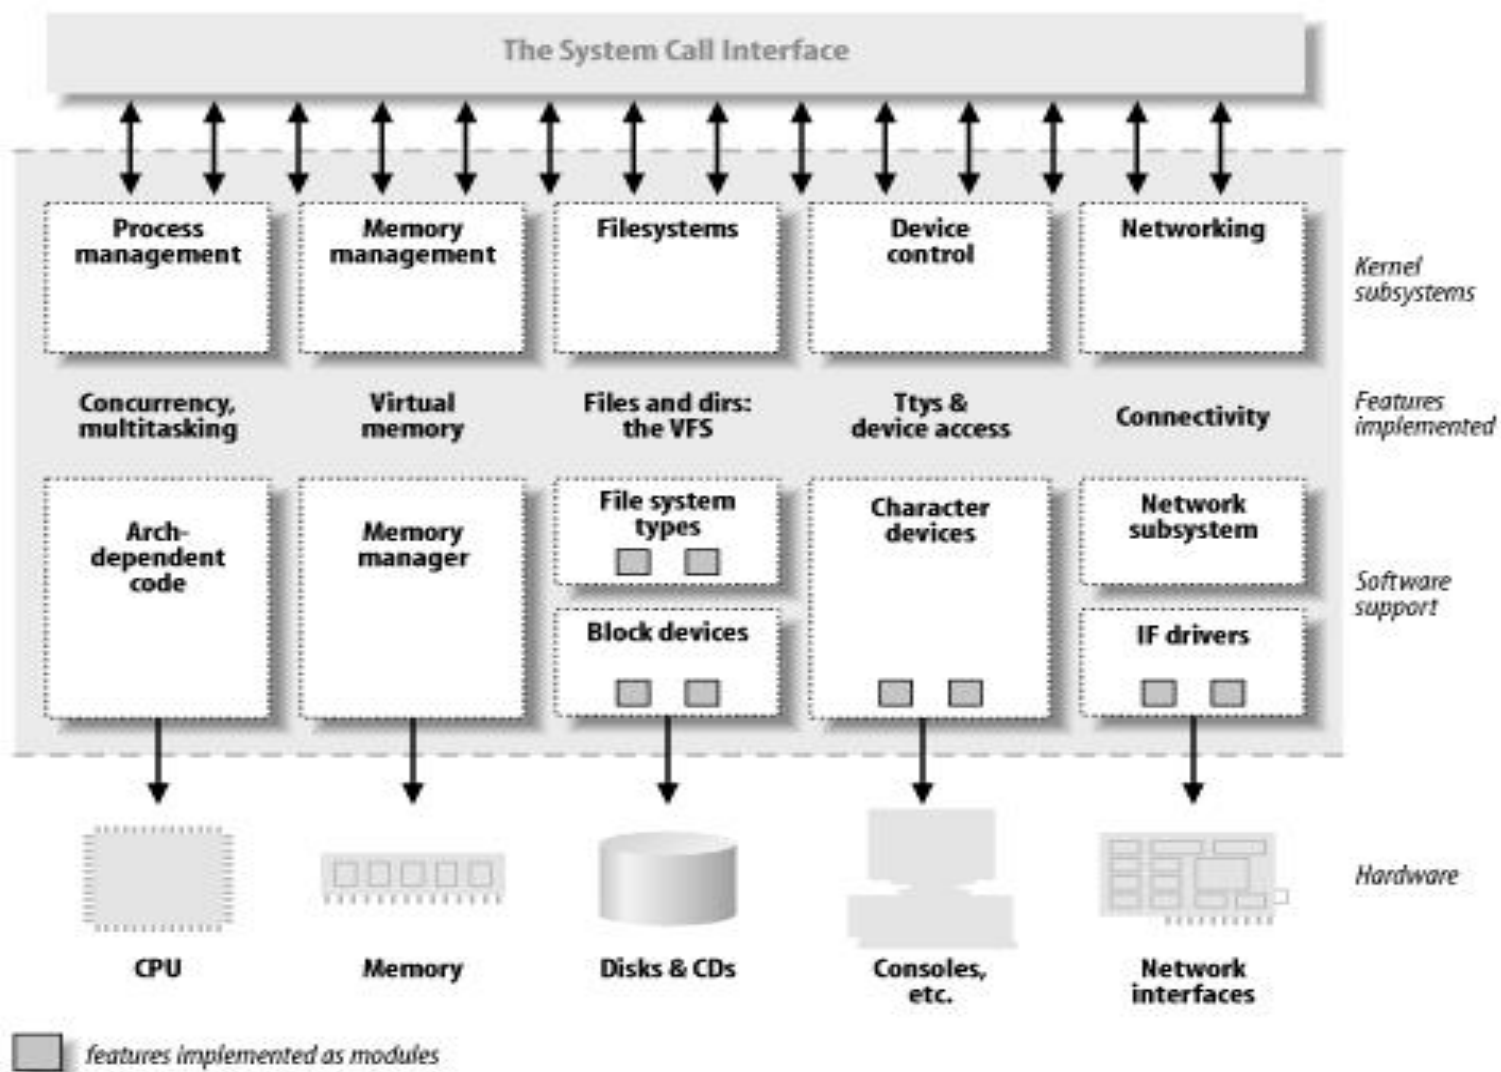 The System Call Interface
Process
management
Memory
management
Filesystems
Device
control
Networking
Kernel
subsystems
Concurrency,
multitasking
Virtual
memory
Files and dirs:
the VFS
Ttys &
device access
Connectivity
Features
implemented
Arch-
dependent
code
Memory
manager
File system
types
Block devices
Character
devices
Network
subsystem
IF drivers
Software
support
CPU
Memory
Disks & CDs
Consoles,
etc.
Network
interfaces
Hardware
features implemented as modules